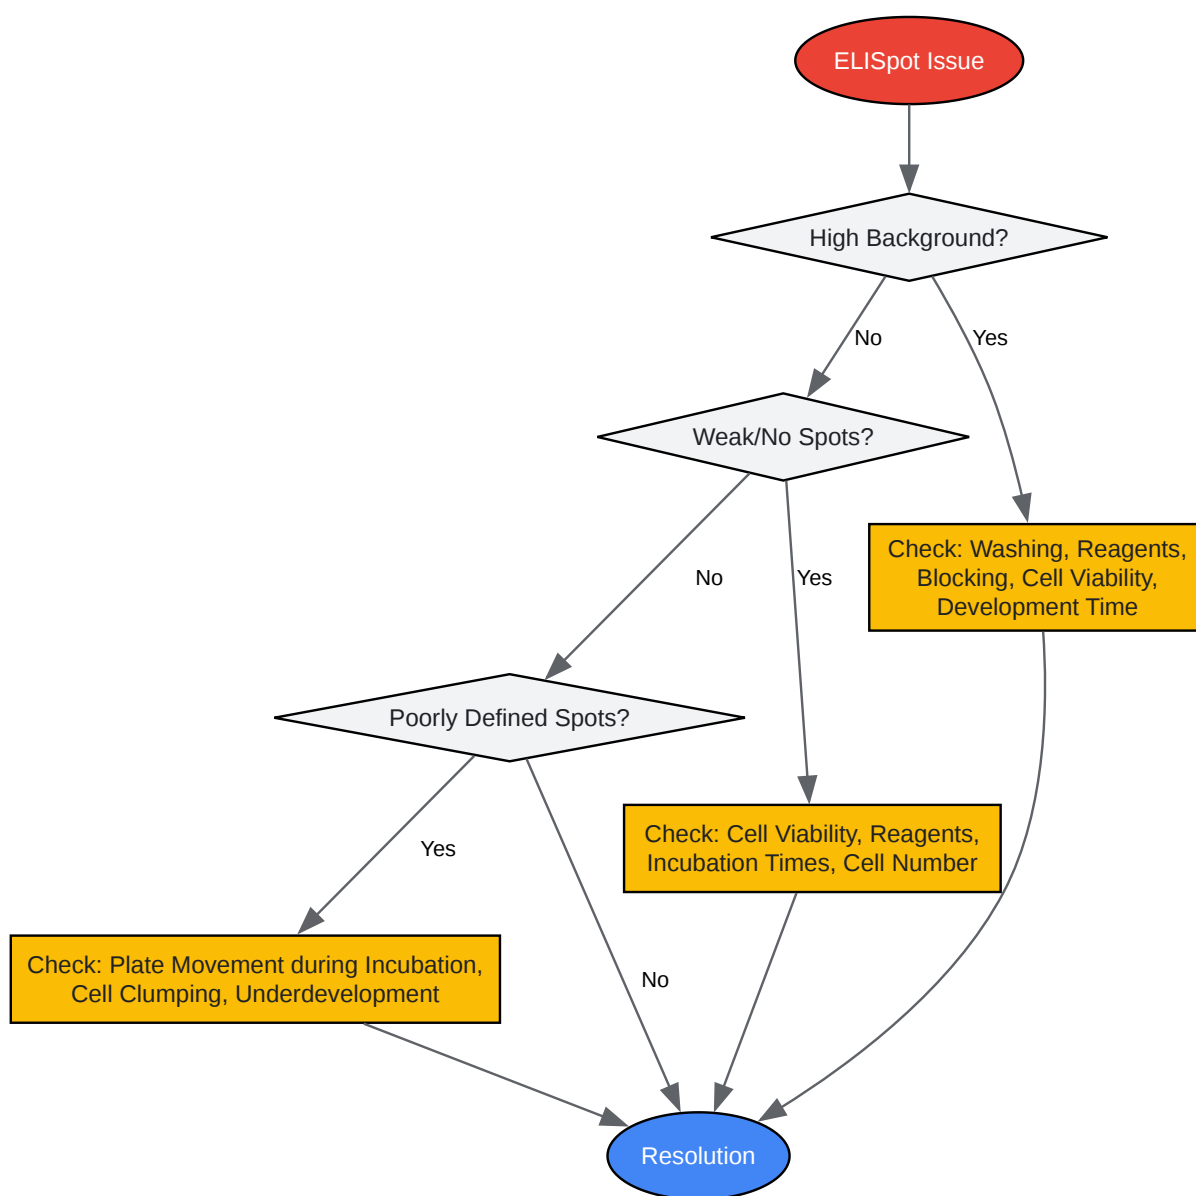 ELISpot Issue
High Background?
No
Yes
Weak/No Spots?
Check: Washing, Reagents,
Blocking, Cell Viability,
Development Time
No
Yes
Poorly Defined Spots?
Check: Cell Viability, Reagents,
Incubation Times, Cell Number
Yes
Check: Plate Movement during Incubation,
Cell Clumping, Underdevelopment
No
Resolution